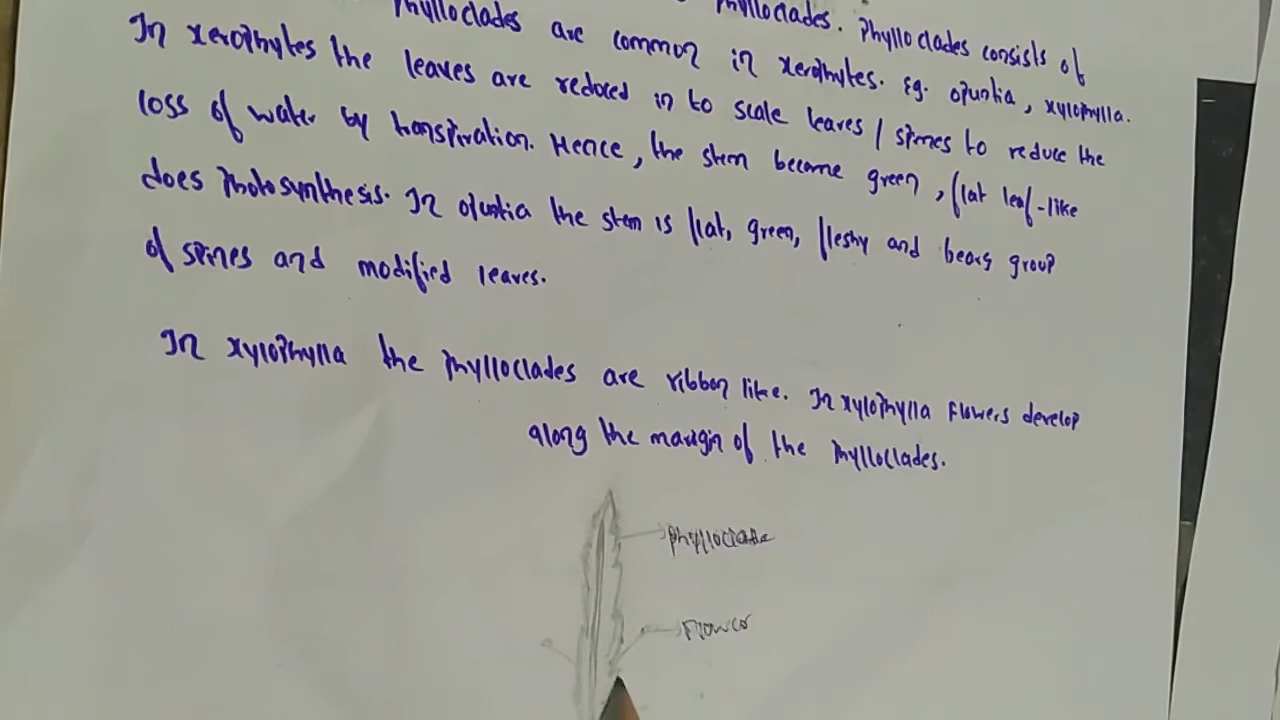 Phylloclades. Phylloclades consists of
Phylloclades are common in xerophytes. Eg. opuntia, xylophylla.
In xerophytes the leaves are reduced in to scale leaves / spines to reduce the
loss of water by transpiration. Hence, the stem become green, flat leaf-like
does photosynthesis. In opuntia the stem is flat, green, fleshy and bears group
of spines and modified leaves.
In xylophylla the phylloclades are ribbon like. In xylophylla Flowers develop
along the margin of the phylloclades.
phylloclade
Flower